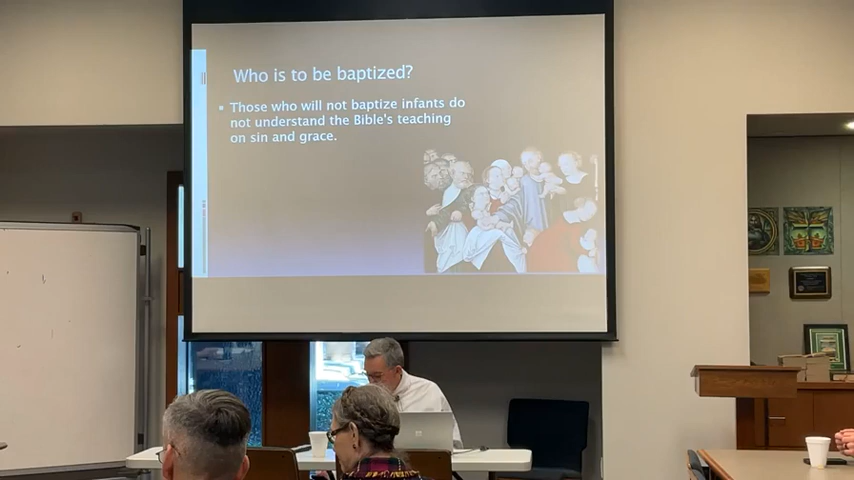 Who is to be baptized?
Those who will not baptize infants do
not understand the Bible's teaching
on sin and grace.